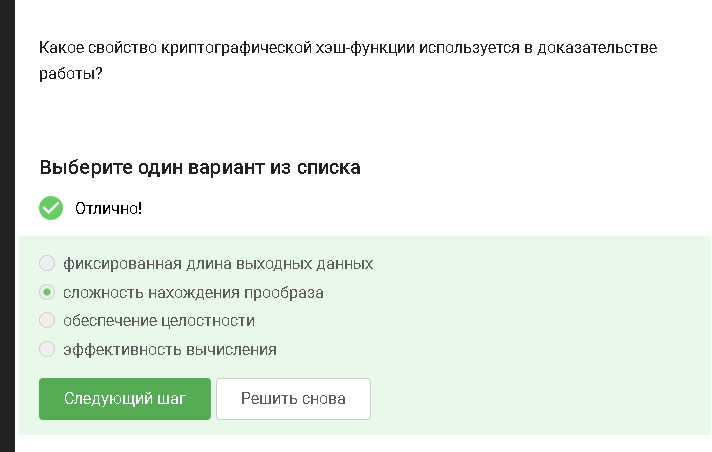 Какое свойство криптографической хэш-функции используется в доказательстве
работы?
Выберите один вариант из списка
Отлично!
фиксированная длина выходных данных
сложность нахождения прообраза
обеспечение целостности
эффективность вычисления
Следующий шаг Решить снова